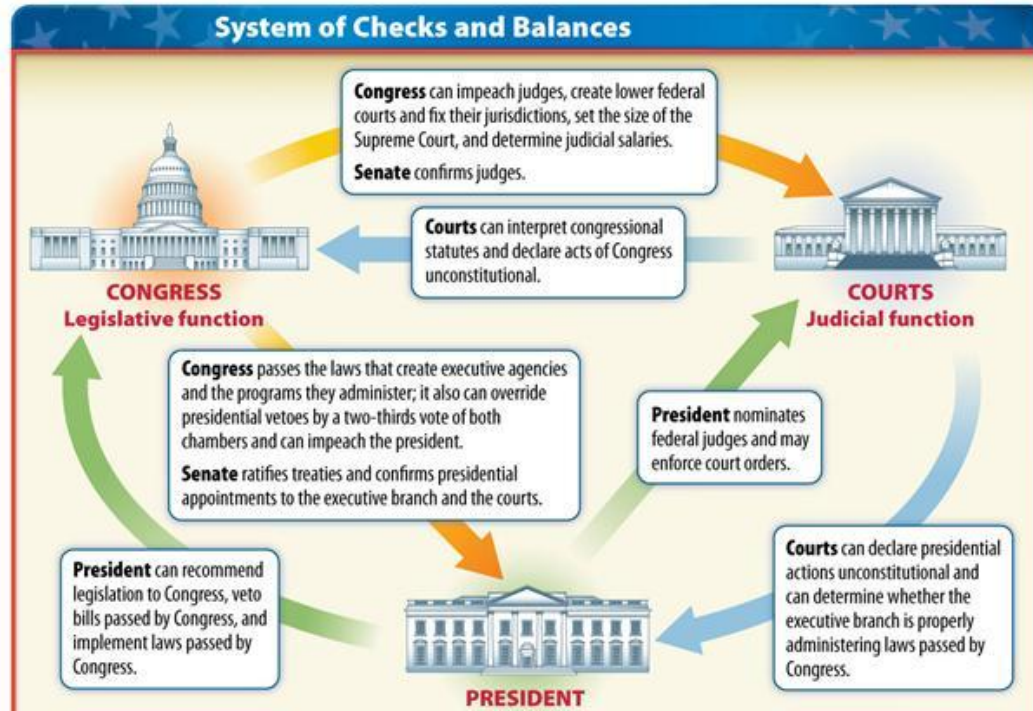 System of Checks and Balances
Congress can impeach judges, create lower federal
courts and fix their jurisdictions, set the size of the
Supreme Court, and determine judicial salaries.
Senate confirms judges.
Courts can interpret congressional
statutes and declare acts of Congress
unconstitutional.
CONGRESS
Legislative function
COURTS
Judicial function
Congress passes the laws that create executive agencies
and the programs they administer; it also can override
presidential vetoes by a two-thirds vote of both
chambers and can impeach the president.
Senate ratifies treaties and confirms presidential
appointments to the executive branch and the courts.
President nominates
federal judges and may
enforce court orders.
President can recommend
legislation to Congress, veto
bills passed by Congress, and
implement laws passed by
Congress.
Courts can declare presidential
actions unconstitutional and
can determine whether the
executive branch is properly
administering laws passed by
Congress.
PRESIDENT